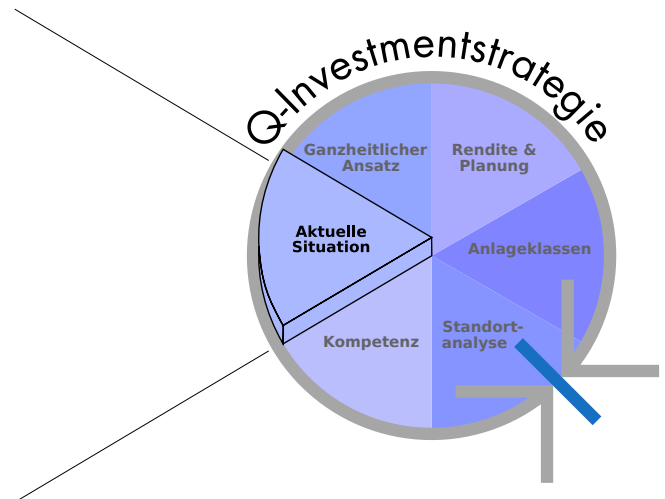 Q-Investmentstrategie
Ganzheitlicher
Ansatz
Rendite &
Planung
Aktuelle
Situation
Anlageklassen
Kompetenz
Standort-
analyse